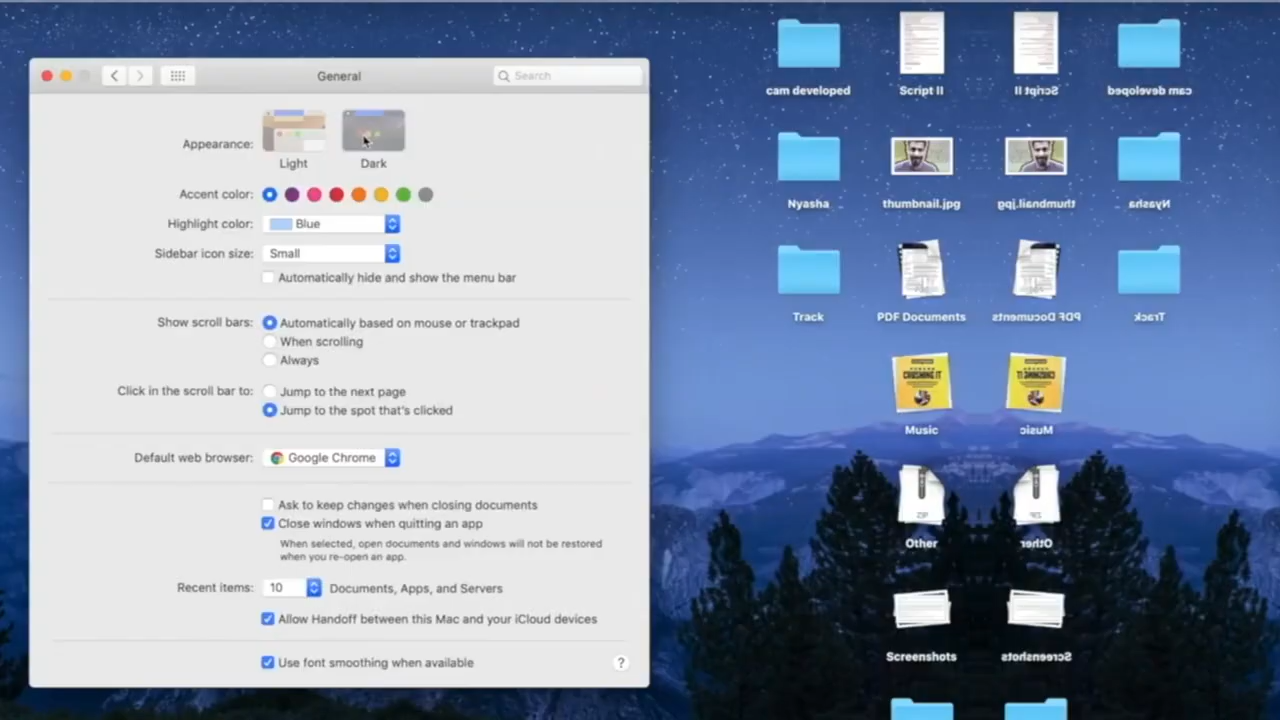 General
Search
Appearance:
Light
Dark
Accent color:
Highlight color:
Blue
Sidebar icon size:
Small
Automatically hide and show the menu bar
Show scroll bars:
Automatically based on mouse or trackpad
When scrolling
Always
Click in the scroll bar to:
Jump to the next page
Jump to the spot that's clicked
Default web browser:
Google Chrome
Ask to keep changes when closing documents
Close windows when quitting an app
When selected, open documents and windows will not be restored
when you re-open an app.
Recent items:
10
Documents, Apps, and Servers
Allow Handoff between this Mac and your iCloud devices
Use font smoothing when available
?
cam developed
Script II
Script II
cam developed
Nyasha
thumbnail.jpg
thumbnail.jpg
Nyasha
Track
PDF Documents
PDF Documents
Track
CRUSHING IT
CRUSHING IT
Music
Music
ZIP
ZIP
Other
Other
Screenshots
Screenshots